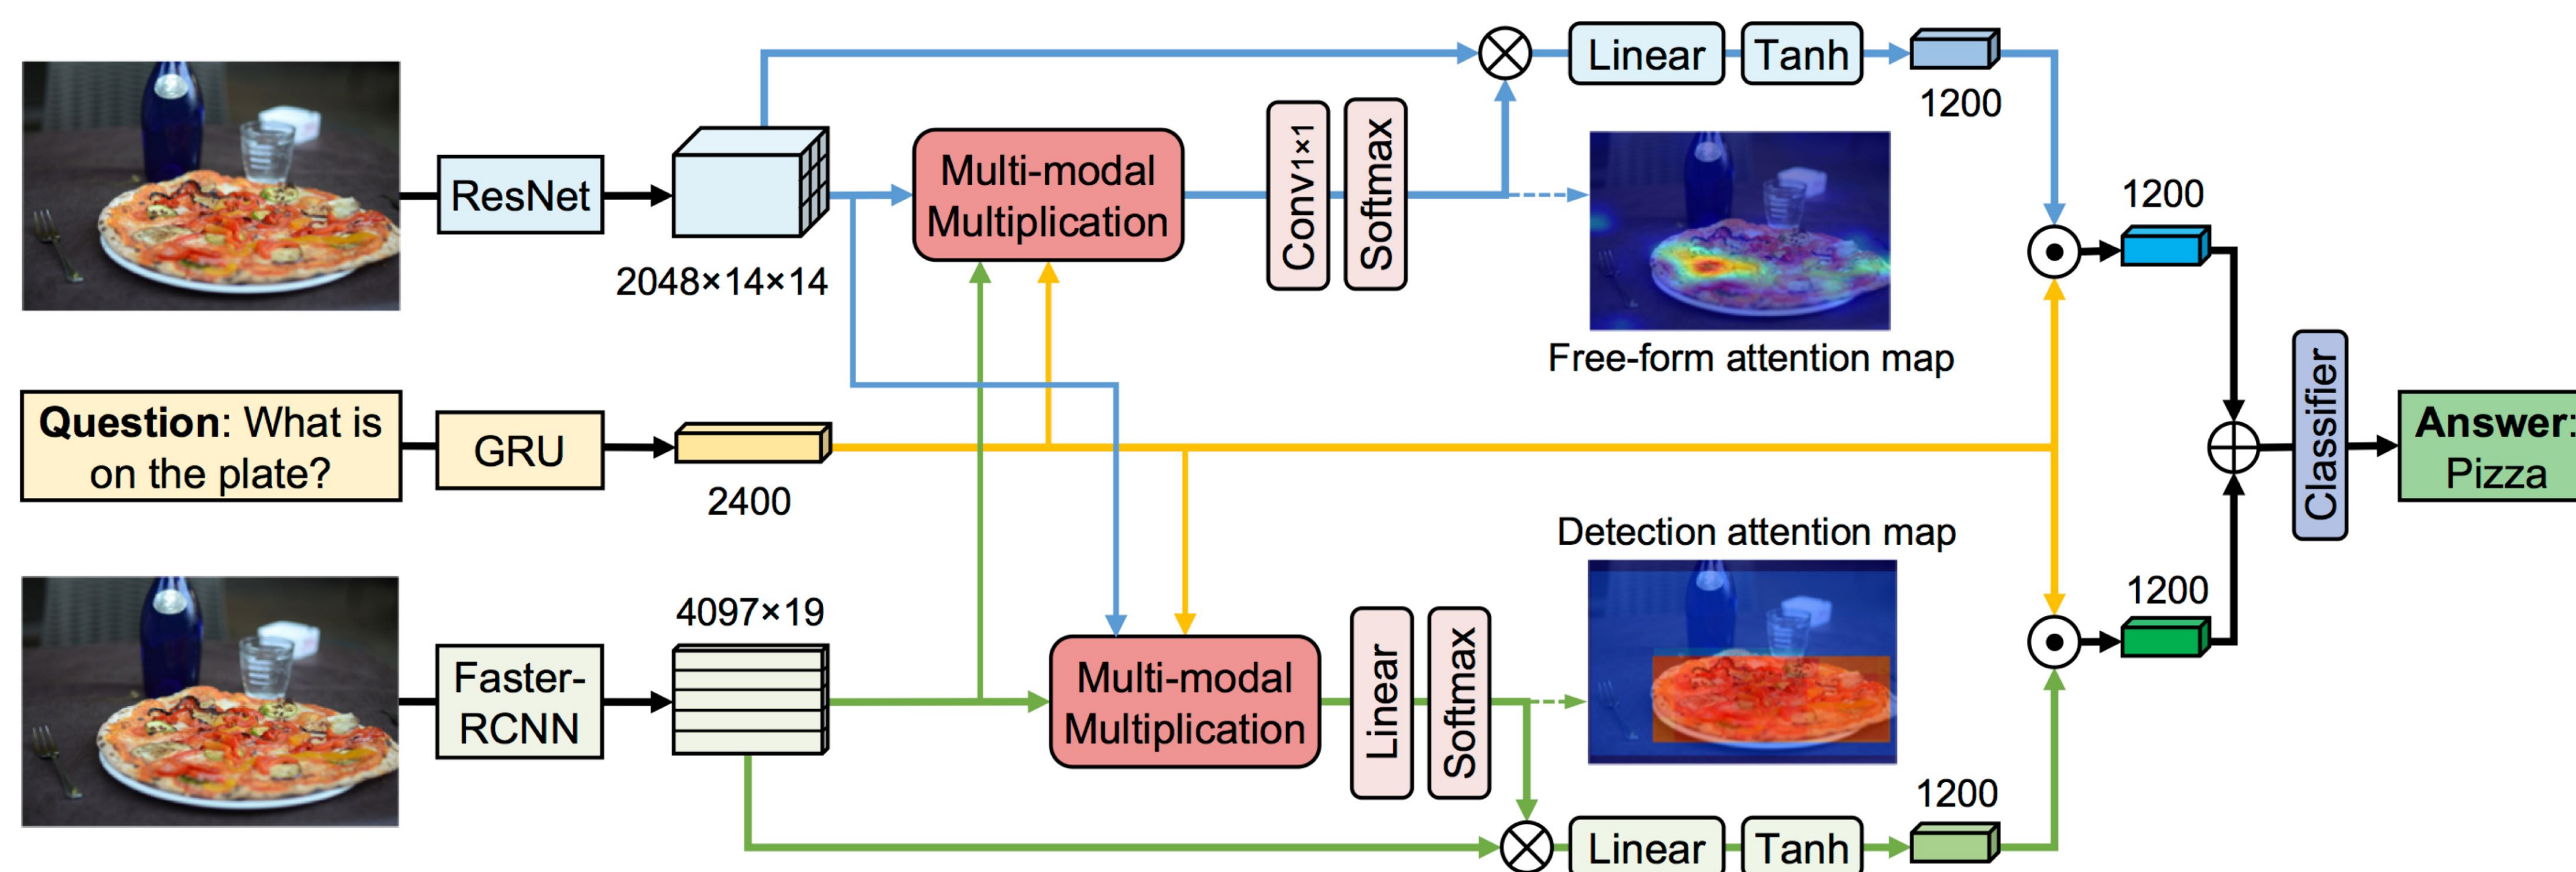 Linear
Tanh
1200
Multi-modal
Multiplication
Conv1×1
Softmax
ResNet
2048×14×14
1200
Free-form attention map
Question: What is
on the plate?
GRU
2400
Classifier
Answer:
Pizza
Detection attention map
4097×19
1200
Faster-
RCNN
Multi-modal
Multiplication
Linear
Softmax
1200
Linear
Tanh